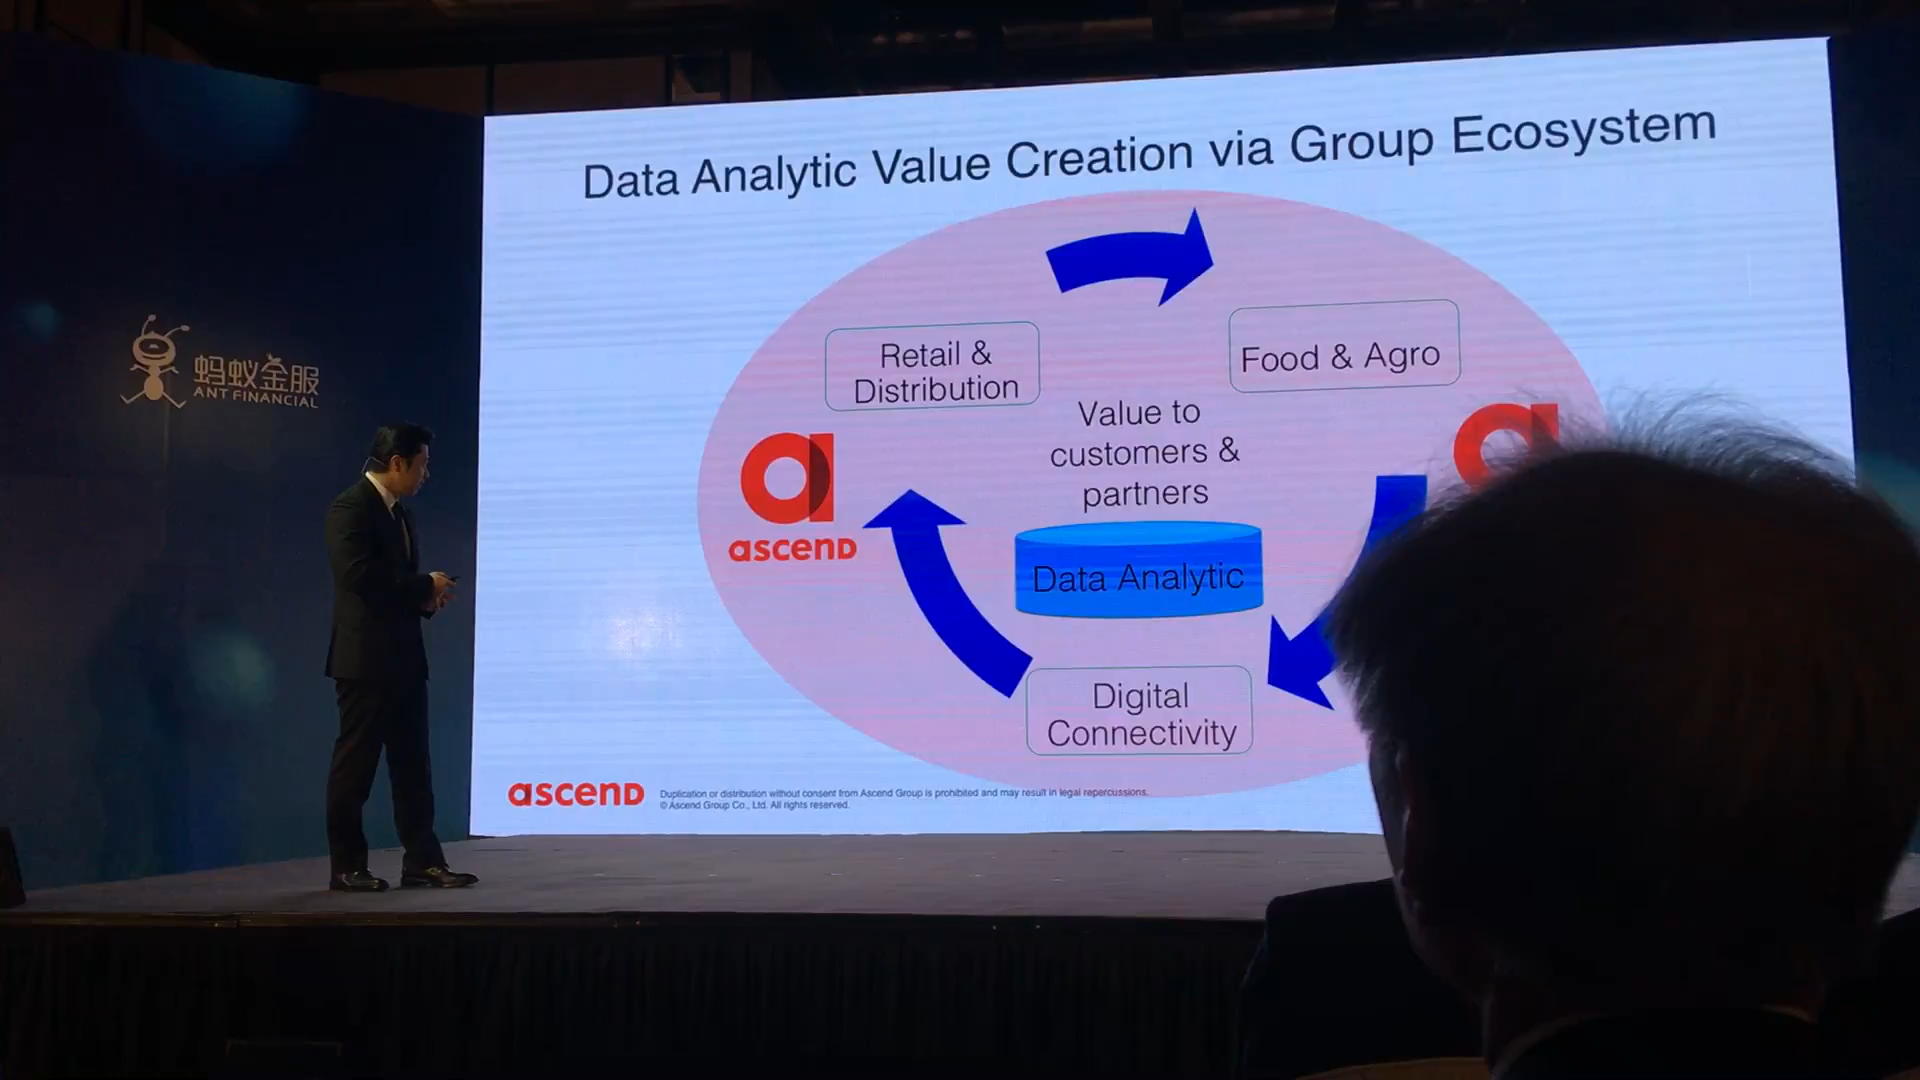 Data Analytic Value Creation via Group Ecosystem
蚂蚁金服
ANT FINANCIAL
Retail &
Distribution
Food & Agro
Value to
customers &
partners
ascend
Data Analytic
Digital
Connectivity
ascend
Duplication or distribution without consent from Ascend Group is prohibited and may result in legal repercussions.
© Ascend Group Co., Ltd. All rights reserved.